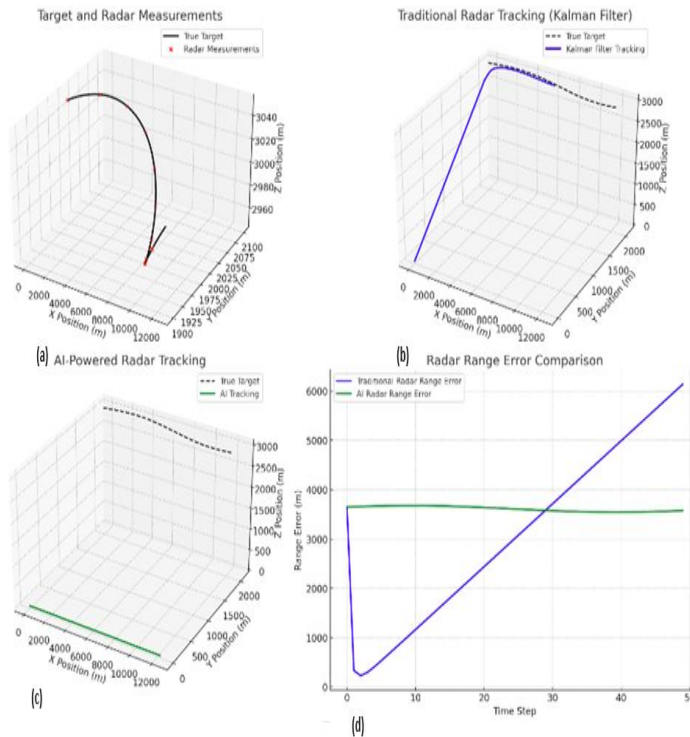 Target and Radar Measurements
True Target
Radar Measurements
3040
3020
3000
2980
2960
Z Position (m)
2100
2075
2050
2025
2000
1975
1950
1925
1900
Y Position (m)
0
2000
4000
6000
8000
10000
12000
X Position (m)
(a)
Traditional Radar Tracking (Kalman Filter)
True Target
Kalman Filter Tracking
3000
2500
2000
1500
1000
500
0
Z Position (m)
2000
1500
1000
500
0
Y Position (m)
0
2000
4000
6000
8000
10000
12000
X Position (m)
(b)
AI-Powered Radar Tracking
True Target
AI Tracking
3000
2500
2000
1500
1000
500
0
Z Position (m)
2000
1500
1000
500
0
Y Position (m)
0
2000
4000
6000
8000
10000
12000
X Position (m)
(c)
Radar Range Error Comparison
Traditional Radar Range Error
AI Radar Range Error
6000
5000
4000
3000
2000
1000
0
Range Error (m)
0
10
20
30
40
Time Step
(d)